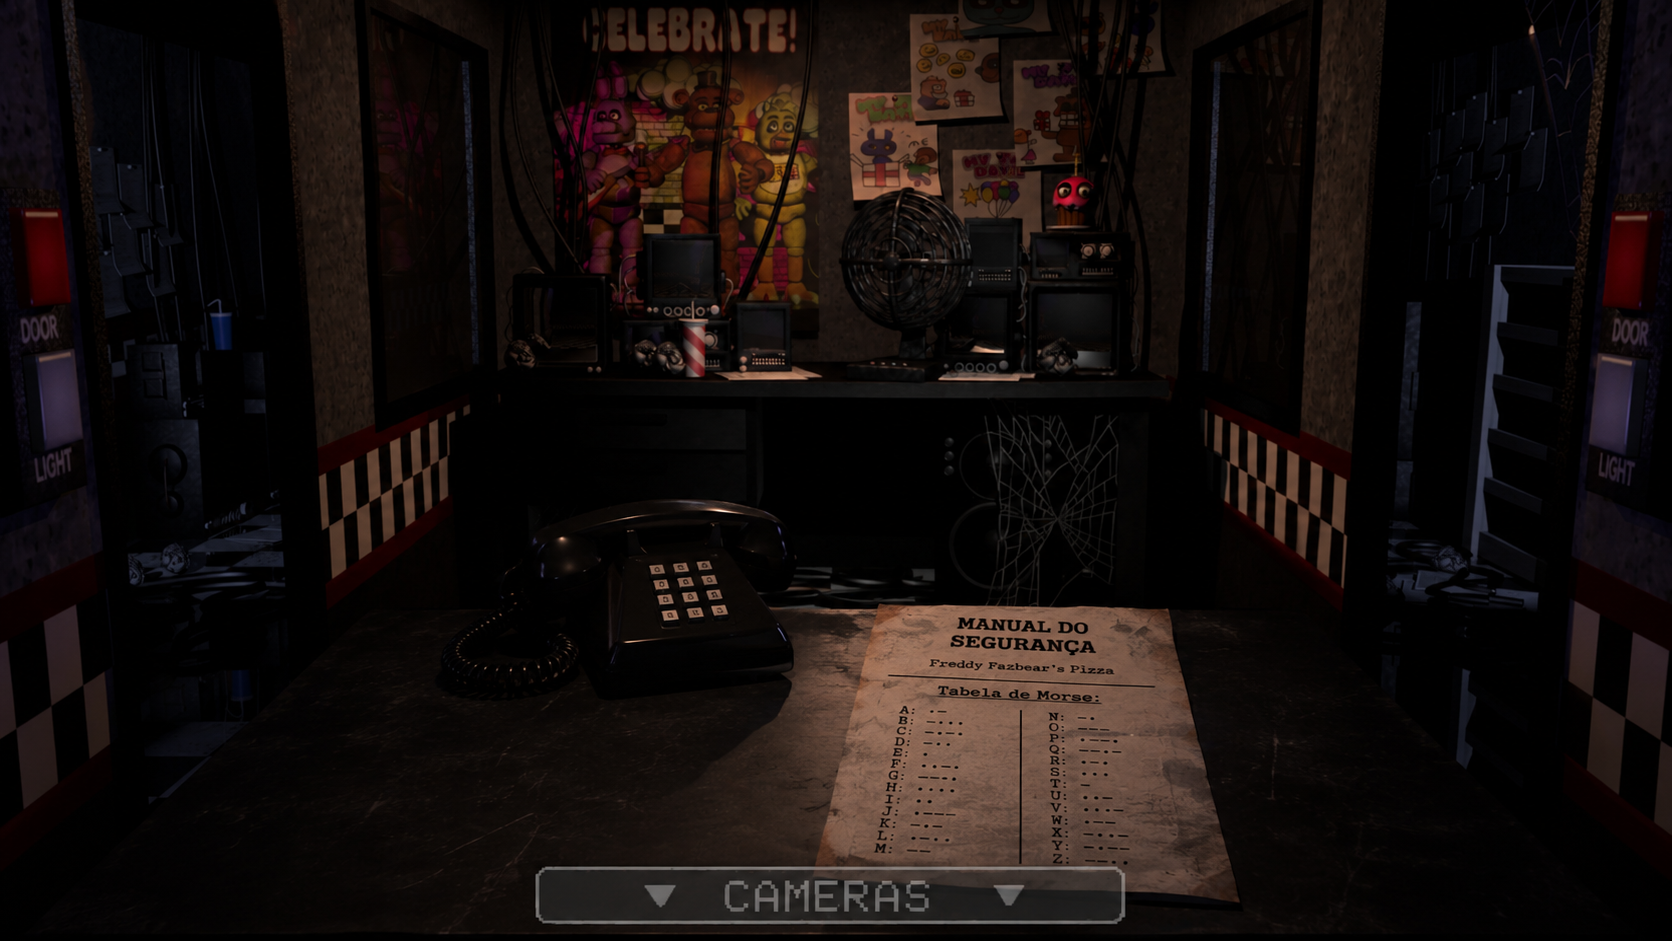 CELEBRATE!
DOOR
LIGHT
DOOR
LIGHT
MANUAL DO
SEGURANÇA
Freddy Fazbear's Pizza
Tabela de Morse:
A: ·—
B: —···
C: —·—·
D: —··
E: ·
F: ··—·
G: ——·
H: ····
I: ··
J: ·———
K: —·—
L: ·—··
M: ——
N: —·
O: ———
P: ·——·
Q: ——·—
R: ·—·
S: ···
T: —
U: ··—
V: ···—
W: ·——
X: —··—
Y: —·——
Z: ——··
CAMERAS